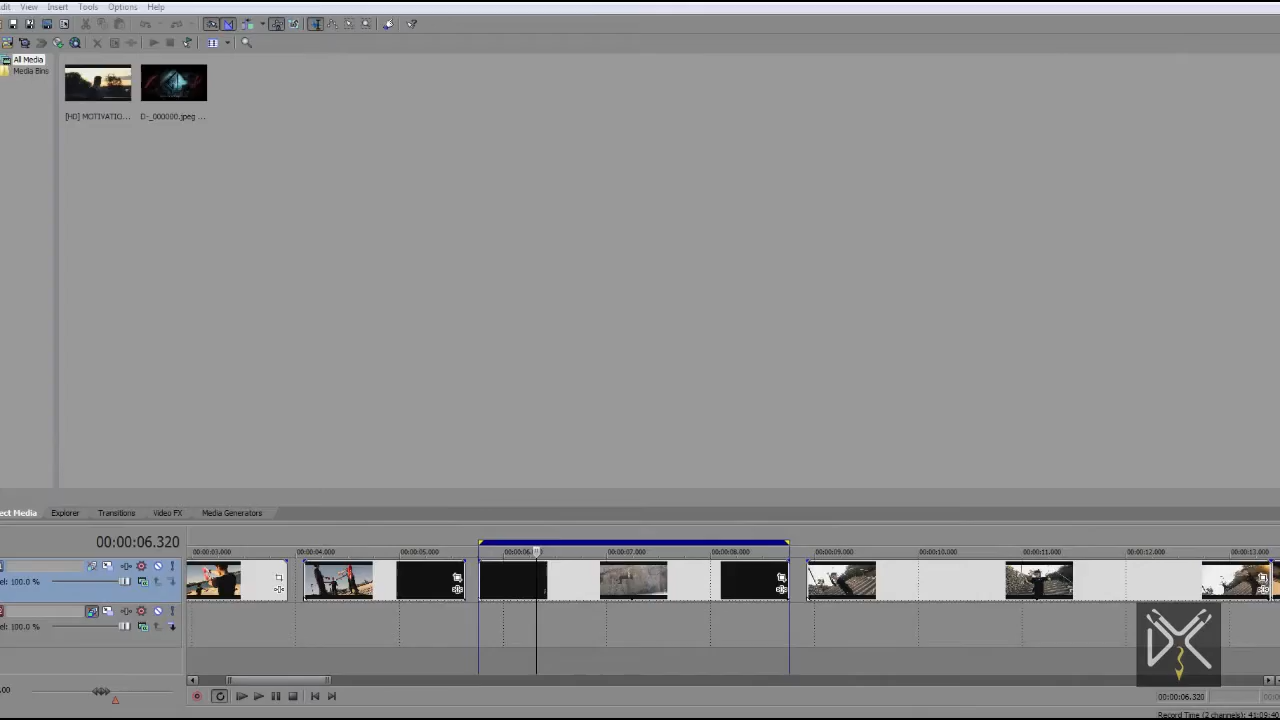 dit View Insert Tools Options Help
All Media
Media Bins
[HD] MOTIVATIO...
D-_000000.jpeg ...
ect Media Explorer Transitions Video FX Media Generators
00:00:06.320
00:00:03.000 00:00:04.000 00:00:05.000 00:00:06. 00:00:07.000 00:00:08.000 00:00:09.000 00:00:10.000 00:00:11.000 00:00:12.000 00:00:13.000
el: 100.0 %
el: 100.0 %
.00
00:00:06.320
Record Time (2 channels): 41:09:40